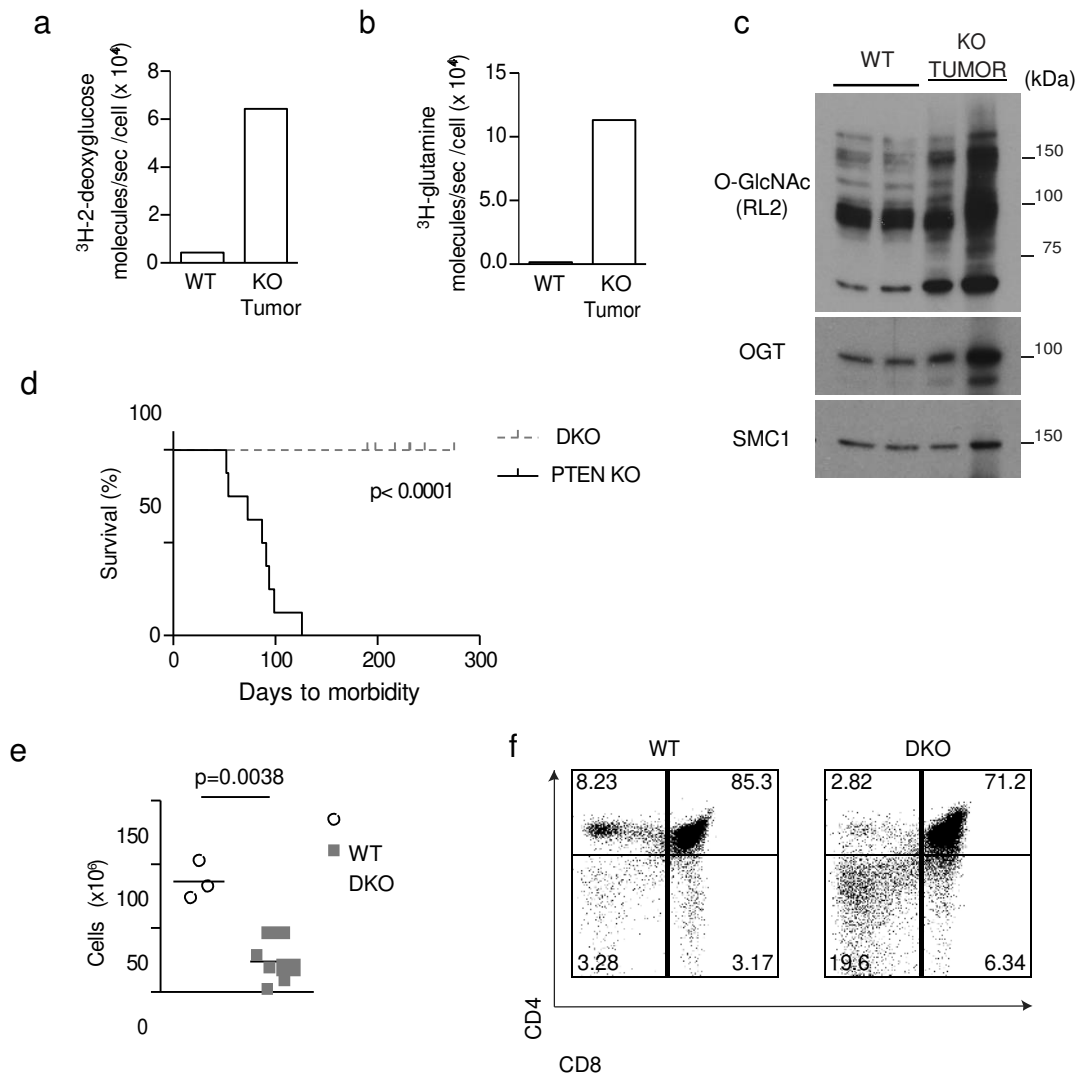 a
³H-2-deoxyglucose
molecules/sec /cell (x 10⁴)
8
6
4
2
0
WT
KO
Tumor
b
³H-glutamine
molecules/sec /cell (x 10⁴)
15
10
5.0
0.0
WT
KO
Tumor
c
WT
KO
TUMOR
(kDa)
O-GlcNAc
(RL2)
150
100
75
OGT
100
SMC1
150
d
Survival (%)
100
50
0
0
100
200
300
Days to morbidity
DKO
PTEN KO
p< 0.0001
e
p=0.0038
Cells (x10⁶)
150
100
50
0
WT
DKO
f
WT
8.23
85.3
3.28
3.17
DKO
2.82
71.2
19.6
6.34
CD4
CD8